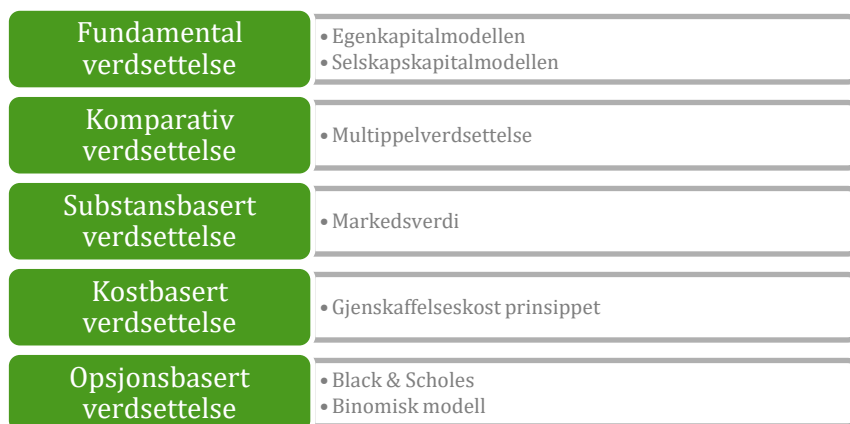 Fundamental
verdsettelse
• Egenkapitalmodellen
• Selskapskapitalmodellen
Komparativ
verdsettelse
• Multippelverdsettelse
Substansbasert
verdsettelse
• Markedsverdi
Kostbasert
verdsettelse
• Gjenskaffelseskost prinsippet
Opsjonsbasert
verdsettelse
• Black & Scholes
• Binomisk modell